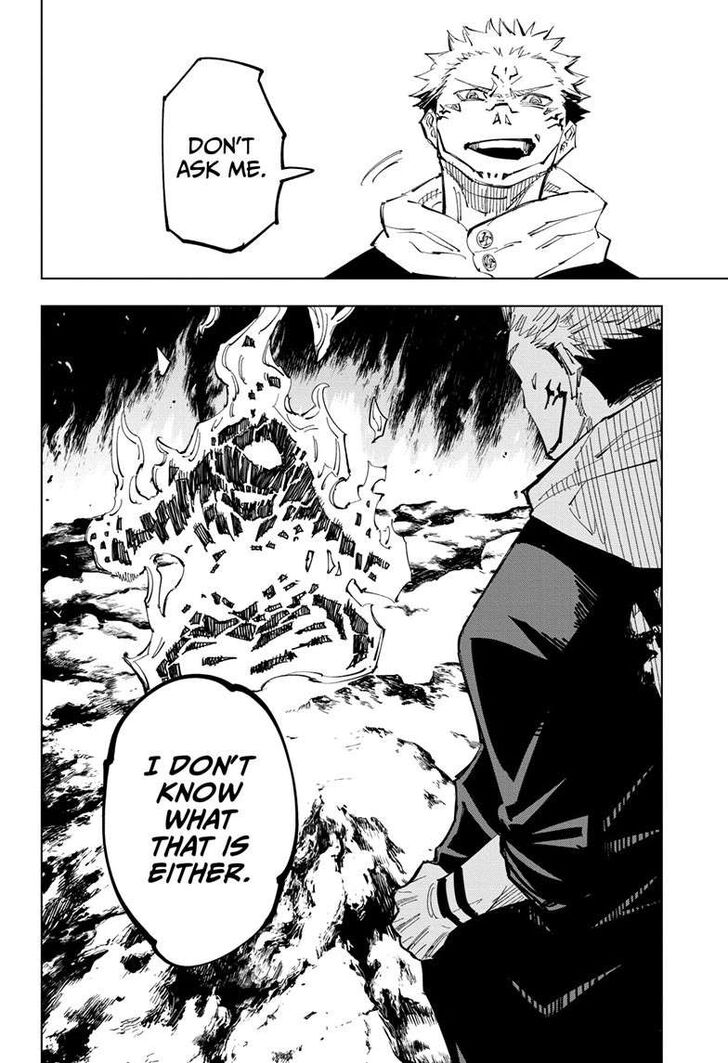 DON'T
ASK ME.
I DON'T
KNOW
WHAT
THAT IS
EITHER.